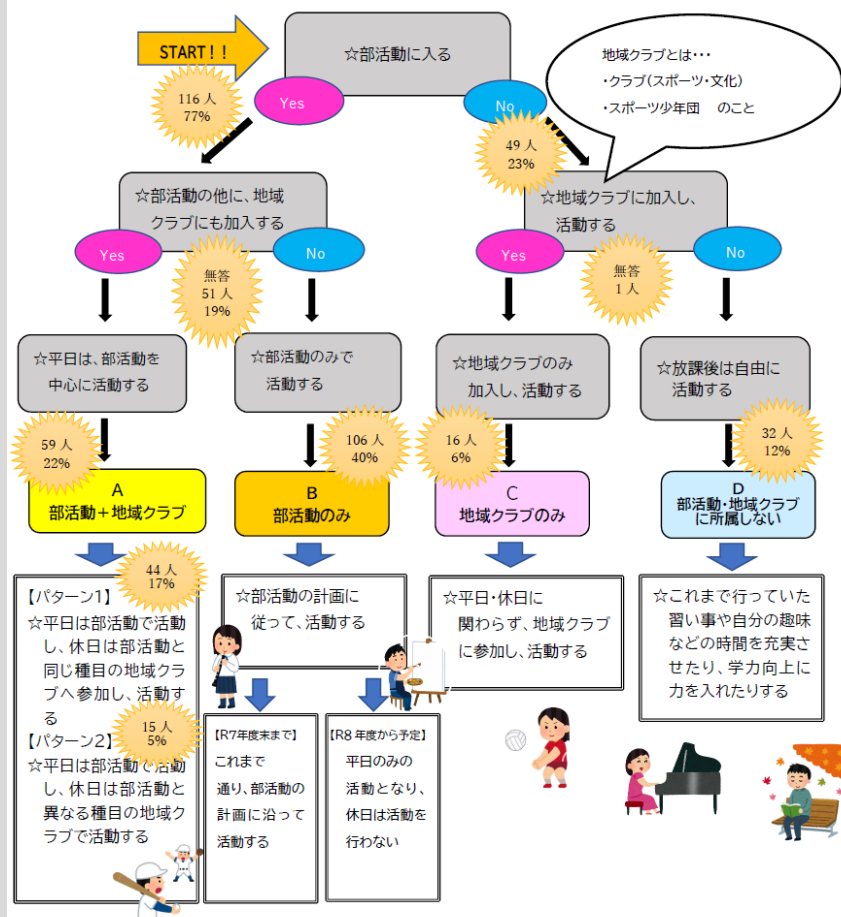 START！！
☆部活動に入る
地域クラブとは・・・
・クラブ（スポーツ・文化）
・スポーツ少年団　のこと
116人
77%
Yes
No
49人
23%
☆部活動の他に、地域
クラブにも加入する
☆地域クラブに加入し、
活動する
Yes
No
Yes
No
無答
51人
19%
無答
1人
☆平日は、部活動を
中心に活動する
☆部活動のみで
活動する
☆地域クラブのみ
加入し、活動する
☆放課後は自由に
活動する
59人
22%
106人
40%
16人
6%
32人
12%
A
部活動＋地域クラブ
B
部活動のみ
C
地域クラブのみ
D
部活動・地域クラブ
に所属しない
44人
17%
【パターン1】
☆平日は部活動で活動
し、休日は部活動と
同じ種目の地域クラ
ブへ参加し、活動す
る
15人
5%
【パターン2】
☆平日は部活動で活動
し、休日は部活動と
異なる種目の地域ク
ラブで活動する
☆部活動の計画に
従って、活動する
【R7年度末まで】
これまで
通り、部活動の
計画に沿って
活動する
【R8年度から予定】
平日のみの
活動となり、
休日は活動を
行わない
☆平日・休日に
関わらず、地域クラブ
に参加し、活動する
☆これまで行っていた
習い事や自分の趣味
などの時間を充実さ
せたり、学力向上に
力を入れたりする